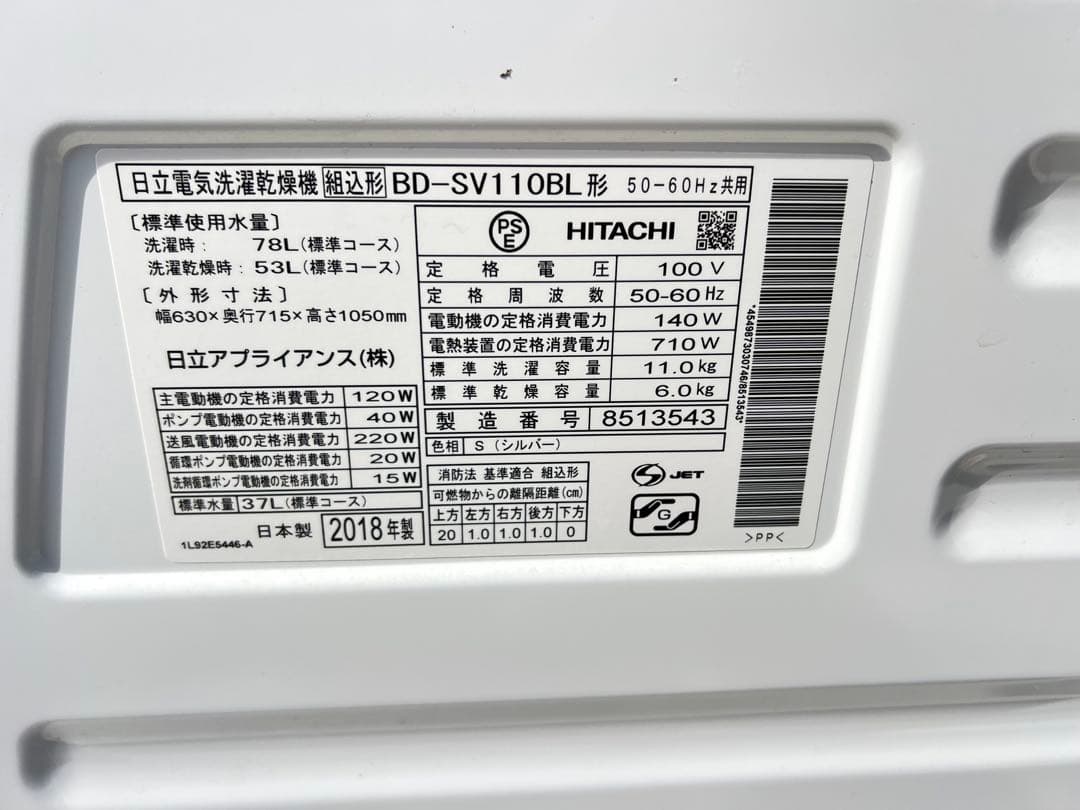 日立電気洗濯乾燥機 組込形 BD-SV110BL形 50-60Hz共用
〔標準使用水量〕
洗濯時： 78L（標準コース）
洗濯乾燥時：53L（標準コース）
〔外形寸法〕
幅630×奥行715×高さ1050mm
日立アプライアンス（株）
主電動機の定格消費電力 120W
ポンプ電動機の定格消費電力 40W
送風電動機の定格消費電力 220W
循環ポンプ電動機の定格消費電力 20W
洗剤循環ポンプ電動機の定格消費電力 15W
標準水量 37L（標準コース）
日本製 2018年製
1L92E5446-A
PSE HITACHI
定格電圧 100V
定格周波数 50-60Hz
電動機の定格消費電力 140W
電熱装置の定格消費電力 710W
標準洗濯容量 11.0kg
標準乾燥容量 6.0kg
製造番号 8513543
色相 S（シルバー）
消防法 基準適合 組込形
可燃物からの離隔距離(cm)
上方 左方 右方 後方 下方
20 1.0 1.0 1.0 0
S JET
G
*4549873030746/8513543*
>PP<